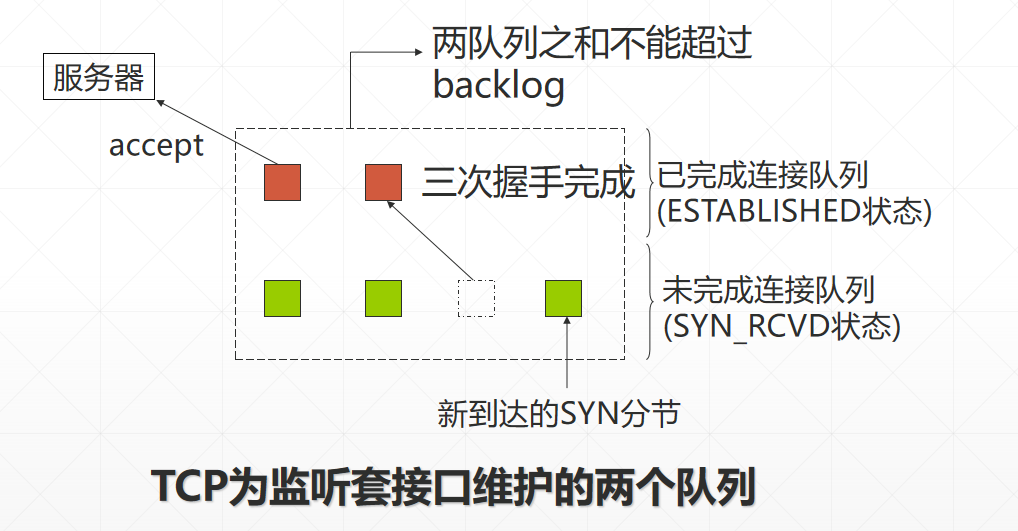 两队列之和不能超过
backlog
服务器
accept
三次握手完成
已完成连接队列
(ESTABLISHED状态)
未完成连接队列
(SYN_RCVD状态)
新到达的SYN分节
TCP为监听套接口维护的两个队列